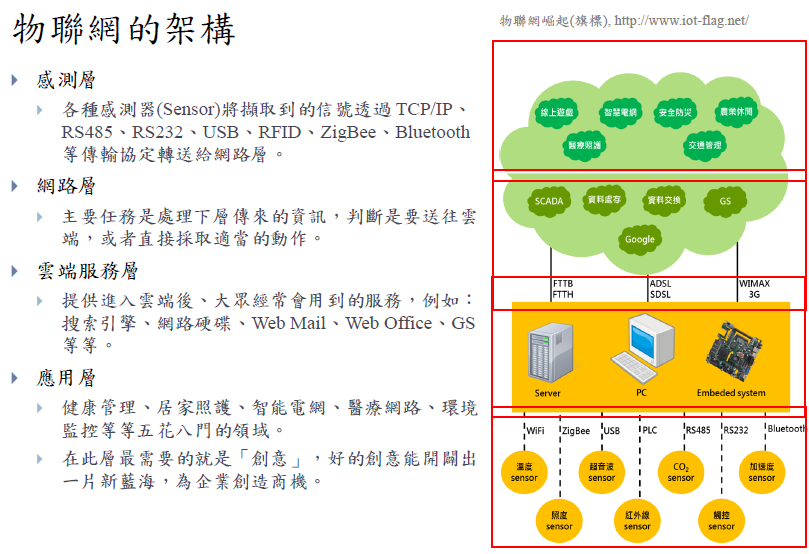 物聯網的架構
物聯網崛起(旗標), http://www.iot-flag.net/
感測層
各種感測器(Sensor)將擷取到的信號透過 TCP/IP、
RS485、RS232、USB、RFID、ZigBee、Bluetooth
等傳輸協定轉送給網路層。
網路層
主要任務是處理下層傳來的資訊，判斷是要送往雲
端，或者直接採取適當的動作。
雲端服務層
提供進入雲端後、大眾經常會用到的服務，例如：
搜索引擎、網路硬碟、Web Mail、Web Office、GS
等等。
應用層
健康管理、居家照護、智能電網、醫療網路、環境
監控等等五花八門的領域。
在此層最需要的就是「創意」，好的創意能開闢出
一片新藍海，為企業創造商機。
線上遊戲
智慧電網
安全防災
農業休閒
醫療照護
交通管理
SCADA
資料處存
資料交換
GS
Google
FTTB
FTTH
ADSL
SDSL
WIMAX
3G
Server
PC
Embeded system
WiFi
ZigBee
USB
PLC
RS485
RS232
Bluetooth
溫度
sensor
超音波
sensor
CO2
sensor
加速度
sensor
照度
sensor
紅外線
sensor
觸控
sensor